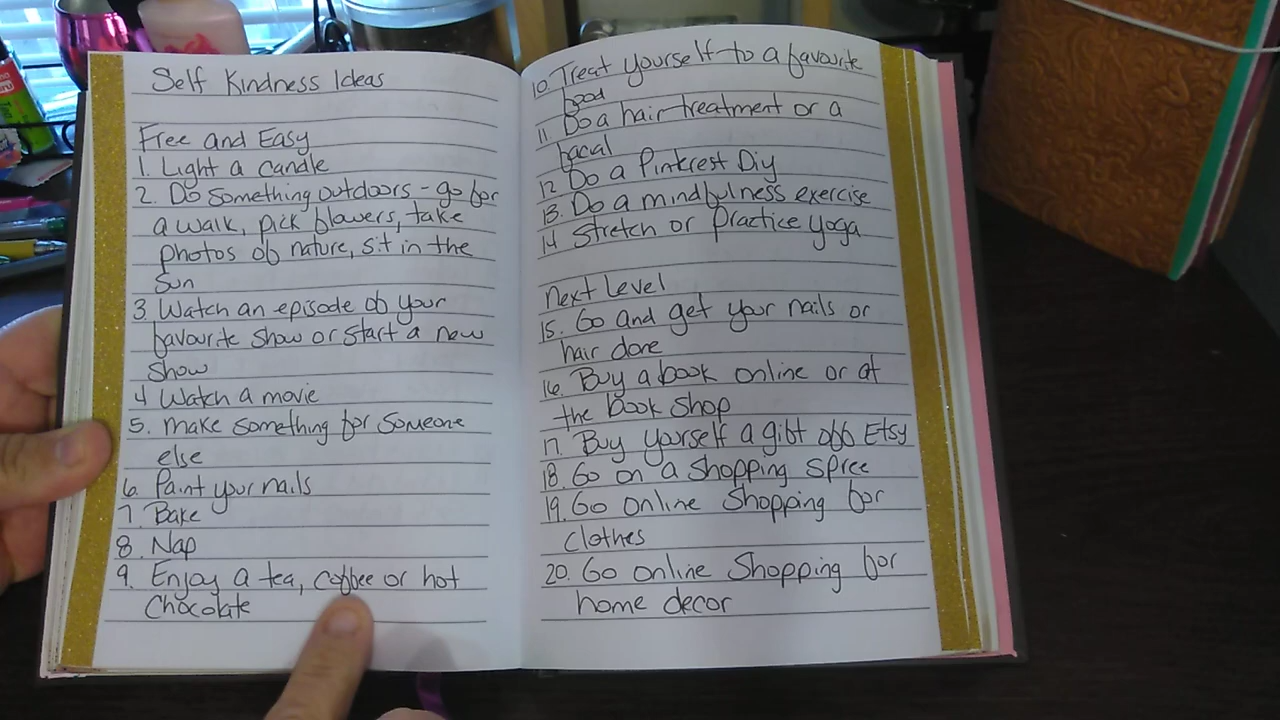 Self Kindness Ideas
Free and Easy
1. Light a candle
2. Do something outdoors - go for
a walk, pick flowers, take
photos of nature, sit in the
sun
3. Watch an episode of your
favourite show or start a new
show
4 Watch a movie
5. make something for someone
else
6. Paint your nails
7. Bake
8. Nap
9. Enjoy a tea, coffee or hot
chocolate
10. Treat yourself to a favourite
food
11 Do a hair treatment or a
facial
12 Do a Pinterest Diy
13. Do a mindfulness exercise
14 Stretch or practice yoga
Next Level
15. Go and get your nails or
hair done
16. Buy a book online or at
the book shop
17. Buy yourself a gift off Etsy
18. Go on a shopping spree
19. Go online shopping for
clothes
20. Go online shopping for
home decor